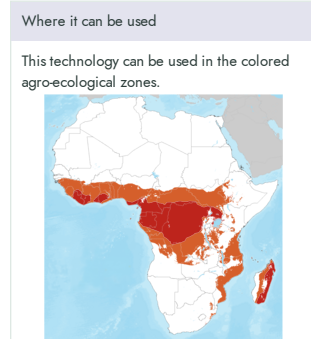 Where it can be used
This technology can be used in the colored
agro-ecological zones.